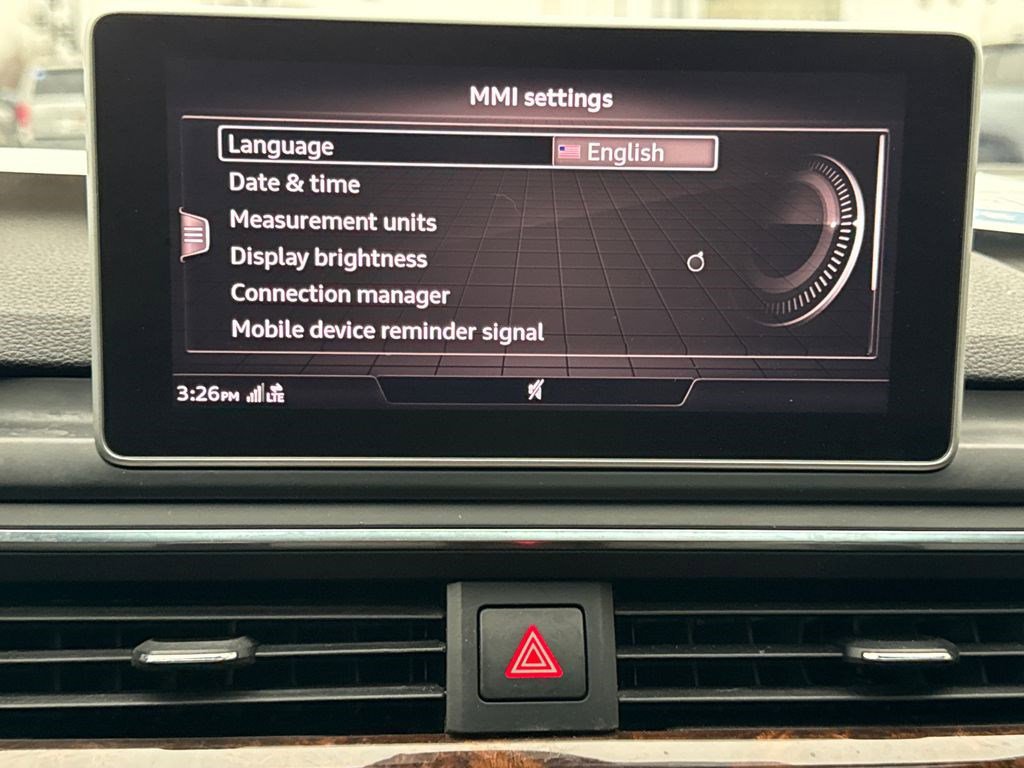 MMI settings
Language English
Date & time
Measurement units
Display brightness
Connection manager
Mobile device reminder signal
3:26PM LTE